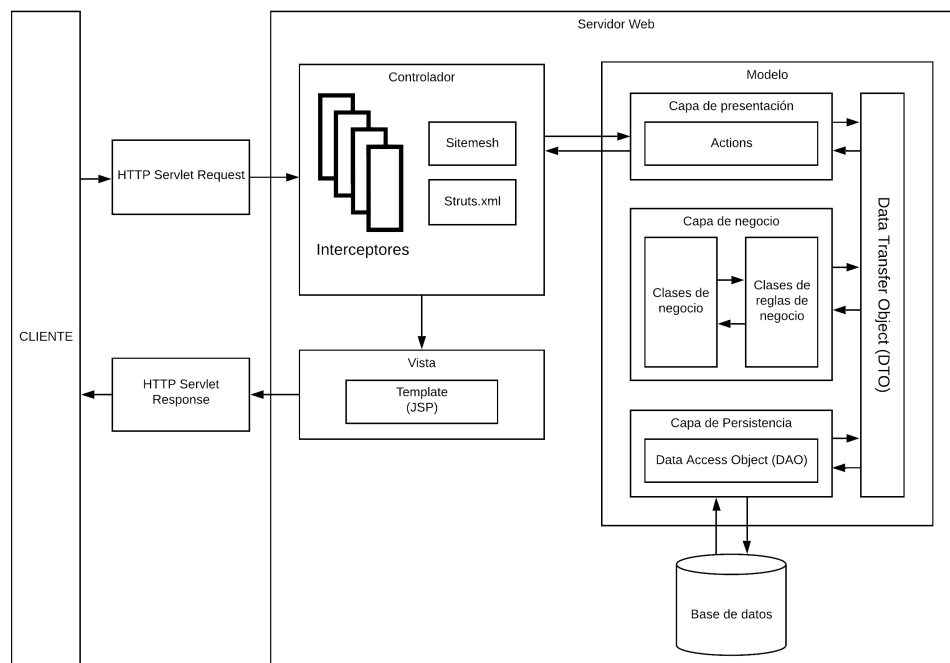 Servidor Web
Controlador
Modelo
Capa de presentación
Actions
Sitemesh
HTTP Servlet Request
Struts.xml
Interceptores
Capa de negocio
Clases de
negocio
Clases de
reglas de
negocio
Data Transfer Object (DTO)
CLIENTE
Vista
HTTP Servlet
Response
Template
(JSP)
Capa de Persistencia
Data Access Object (DAO)
Base de datos